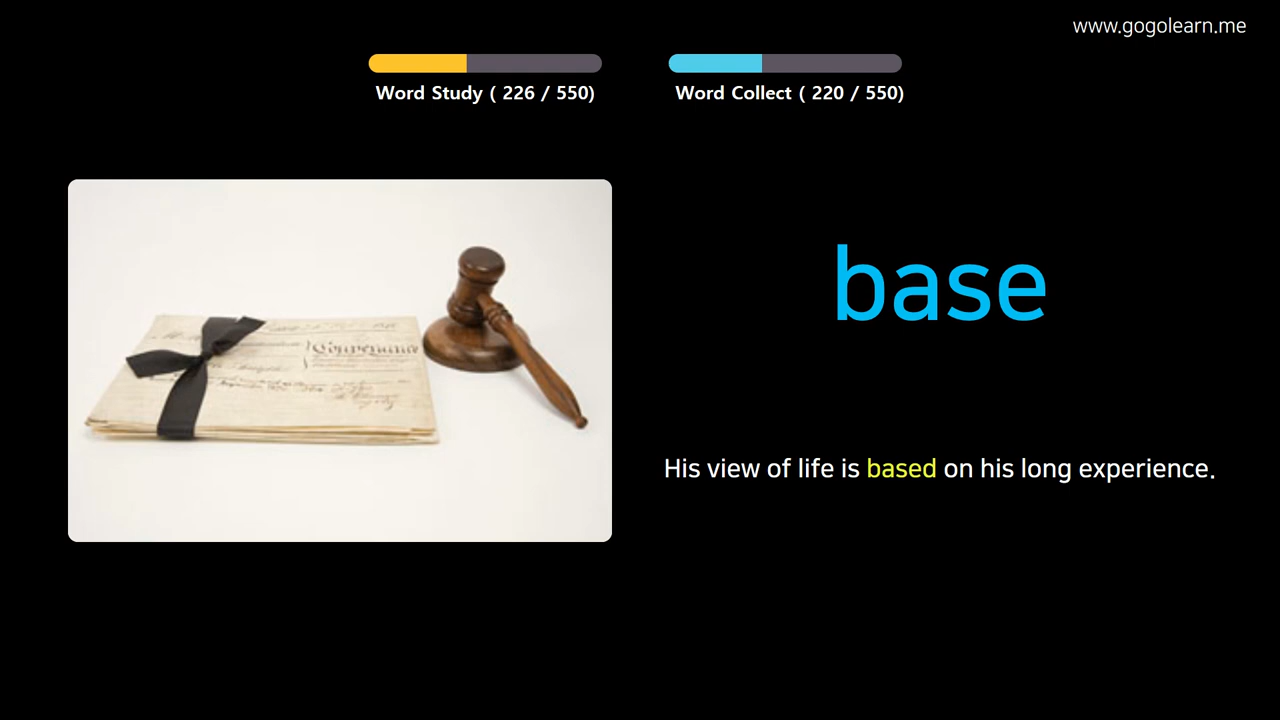 www.gogolearn.me
Word Study ( 226 / 550)
Word Collect ( 220 / 550)
base
Conveyance
His view of life is based on his long experience.